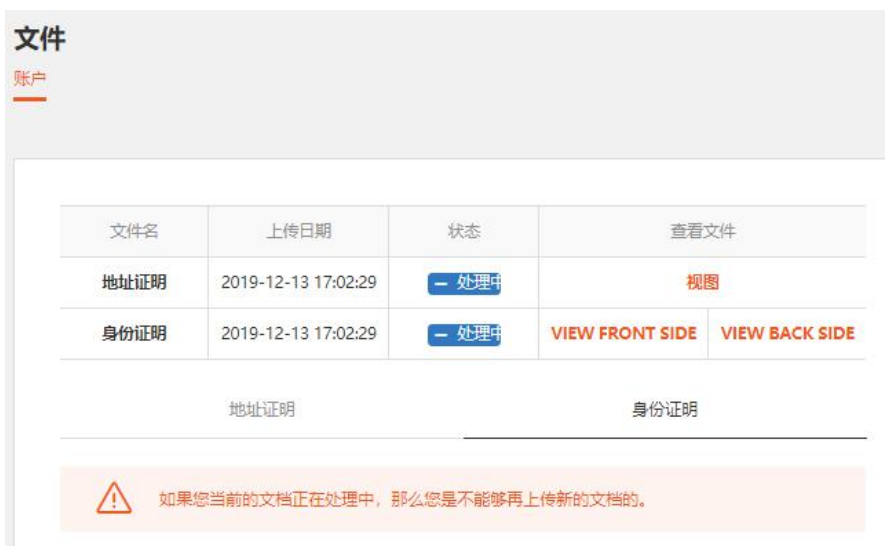 文件
账户
文件名 上传日期 状态 查看文件
地址证明 2019-12-13 17:02:29 处理中 视图
身份证明 2019-12-13 17:02:29 处理中 VIEW FRONT SIDE VIEW BACK SIDE
地址证明 身份证明
如果您当前的文档正在处理中，那么您是不能够再上传新的文档的。